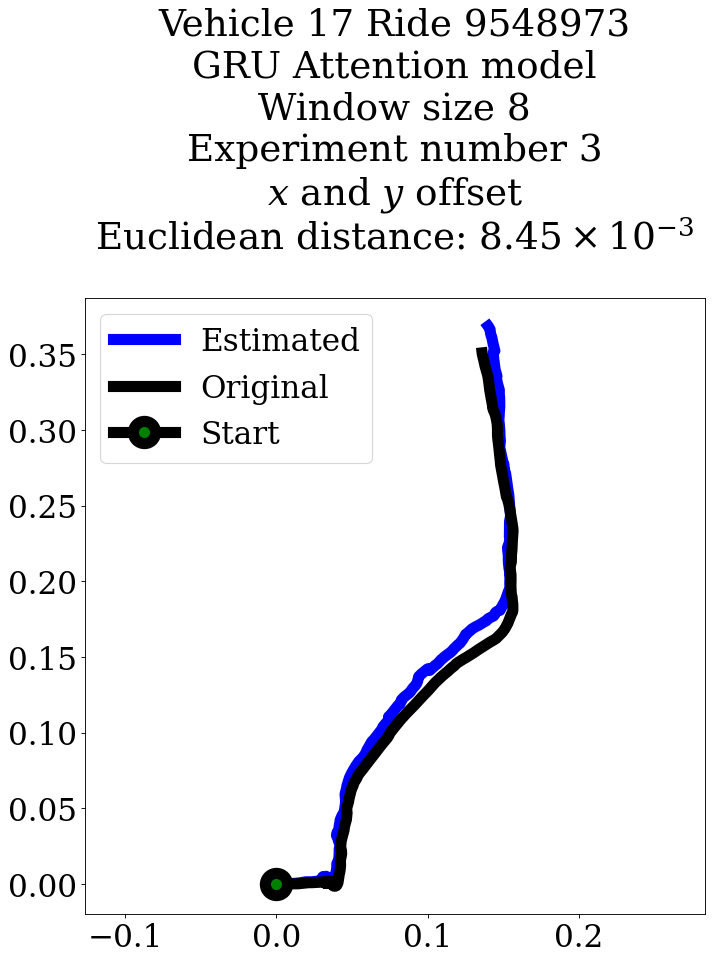 Vehicle 17 Ride 9548973
GRU Attention model
Window size 8
Experiment number 3
x and y offset
Euclidean distance: 8.45 × 10⁻³
Estimated
Original
Start
0.35
0.30
0.25
0.20
0.15
0.10
0.05
0.00
−0.1 0.0 0.1 0.2